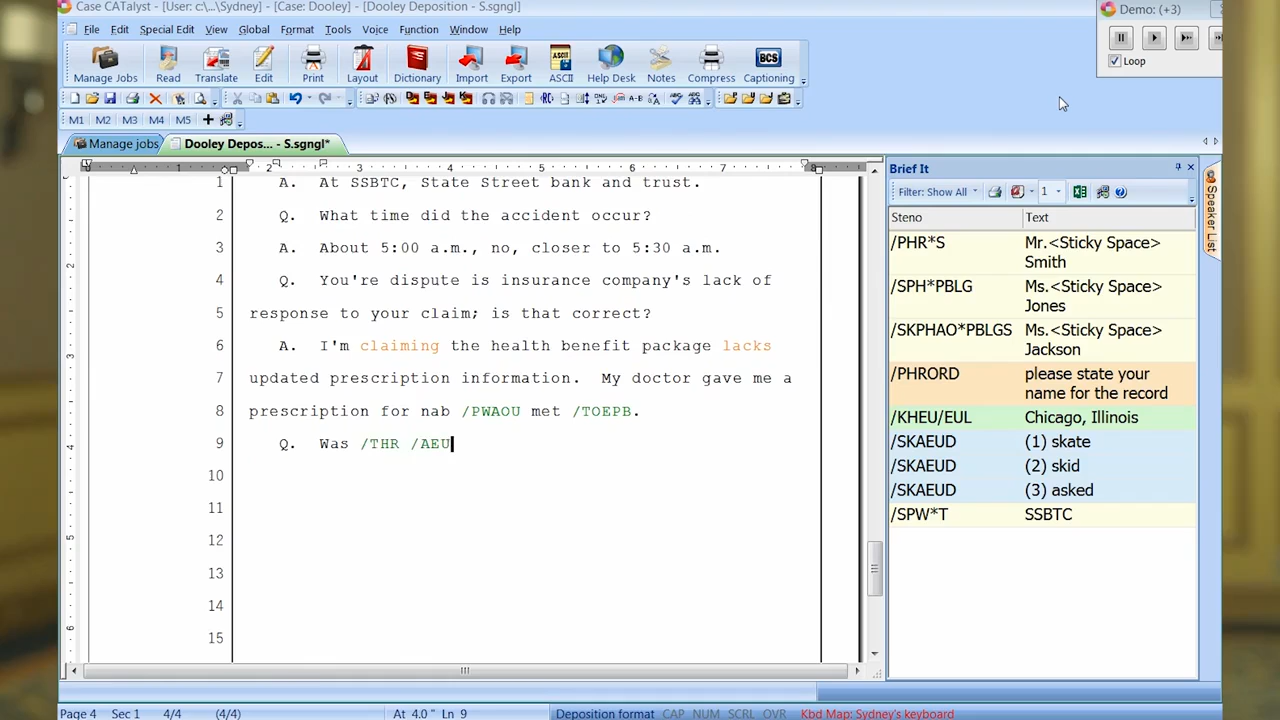 Case CATalyst - [User: c:\...\Sydney] - [Case: Dooley] - [Dooley Deposition - S.sgngl]
Demo: (+3)
File Edit Special Edit View Global Format Tools Voice Function Window Help
Loop
Manage Jobs Read Translate Edit Print Layout Dictionary Import Export ASCII Help Desk Notes Compress Captioning
M1 M2 M3 M4 M5
Manage jobs Dooley Depos... - S.sgngl*
1 A. At SSBTC, State Street bank and trust.
2 Q. What time did the accident occur?
3 A. About 5:00 a.m., no, closer to 5:30 a.m.
4 Q. You're dispute is insurance company's lack of
5 response to your claim; is that correct?
6 A. I'm claiming the health benefit package lacks
7 updated prescription information. My doctor gave me a
8 prescription for nab /PWAOU met /TOEPB.
9 Q. Was /THR /AEU
10
11
12
13
14
15
Brief It
Filter: Show All 1
Steno Text
/PHR*S Mr.<Sticky Space>
Smith
/SPH*PBLG Ms.<Sticky Space>
Jones
/SKPHAO*PBLGS Ms.<Sticky Space>
Jackson
/PHRORD please state your
name for the record
/KHEU/EUL Chicago, Illinois
/SKAEUD (1) skate
/SKAEUD (2) skid
/SKAEUD (3) asked
/SPW*T SSBTC
Speaker List
Page 4 Sec 1 4/4 (4/4) At 4.0" Ln 9 Deposition format CAP NUM SCRL OVR Kbd Map: Sydney's keyboard